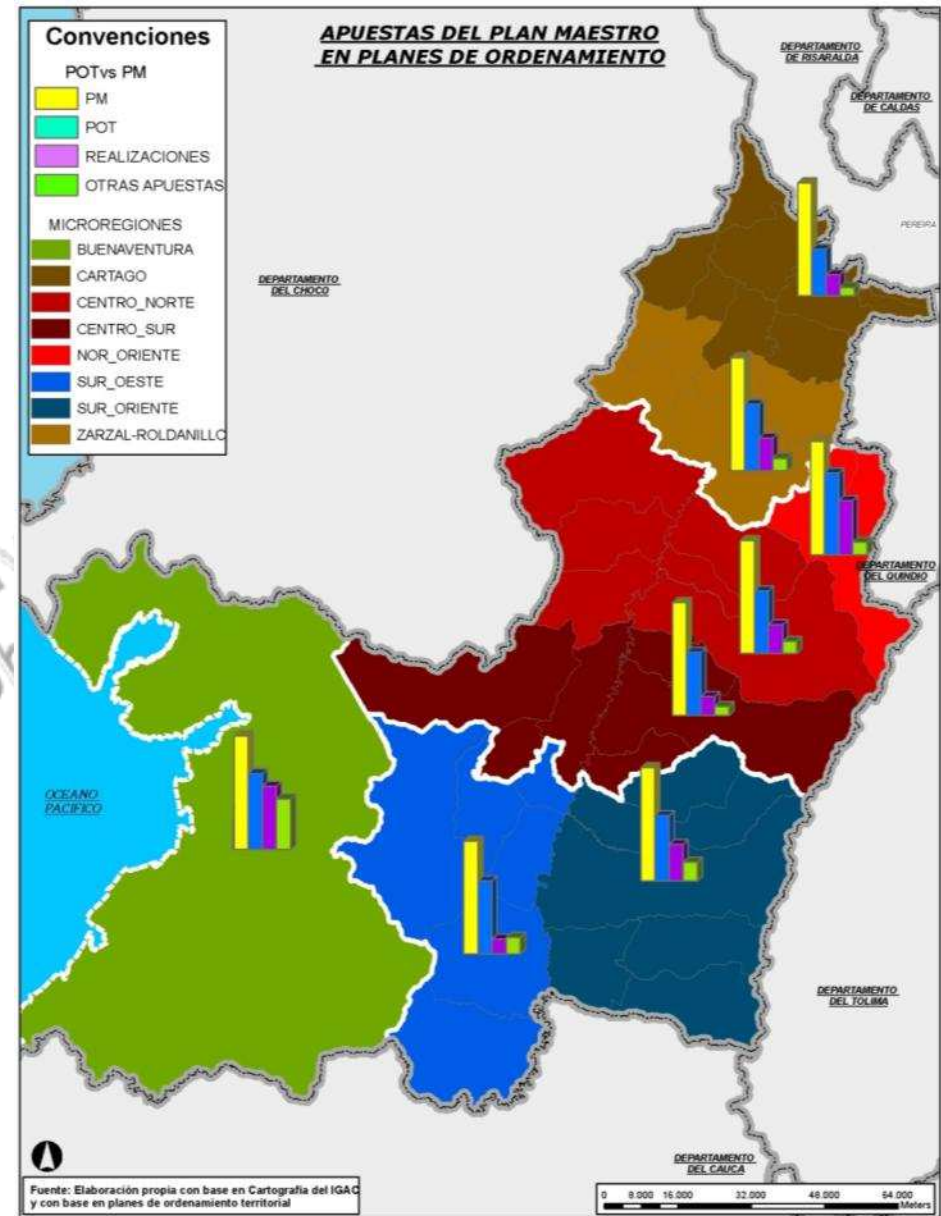 APUESTAS DEL PLAN MAESTRO
EN PLANES DE ORDENAMIENTO
Convenciones
POTvs PM
PM
POT
REALIZACIONES
OTRAS APUESTAS
MICROREGIONES
BUENAVENTURA
CARTAGO
CENTRO_NORTE
CENTRO_SUR
NOR_ORIENTE
SUR_OESTE
SUR_ORIENTE
ZARZAL-ROLDANILLO
DEPARTAMENTO
DE RISARALDA
DEPARTAMENTO
DE CALDAS
PEREIRA
DEPARTAMENTO
DEL CHOCO
DEPARTAMENTO
DEL QUINDIO
OCEANO
PACIFICO
DEPARTAMENTO
DEL TOLIMA
DEPARTAMENTO
DEL CAUCA
Fuente: Elaboración propia con base en Cartografía del IGAC
y con base en planes de ordenamiento territorial
0 8.000 16.000 32.000 48.000 64.000
Meters